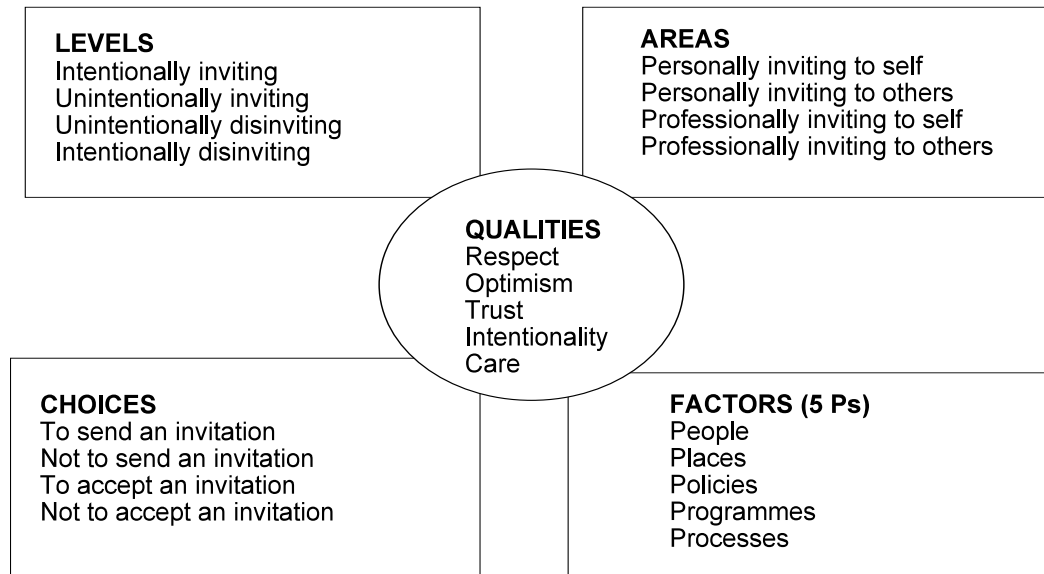 LEVELS
Intentionally inviting
Unintentionally inviting
Unintentionally disinviting
Intentionally disinviting
AREAS
Personally inviting to self
Personally inviting to others
Professionally inviting to self
Professionally inviting to others
QUALITIES
Respect
Optimism
Trust
Intentionality
Care
CHOICES
To send an invitation
Not to send an invitation
To accept an invitation
Not to accept an invitation
FACTORS (5 Ps)
People
Places
Policies
Programmes
Processes